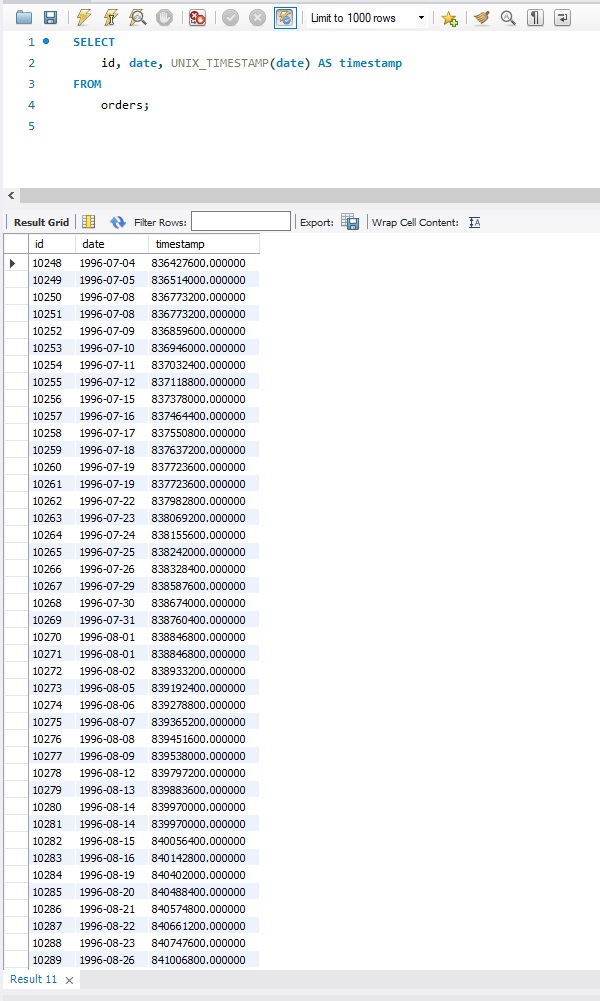 Limit to 1000 rows
1 SELECT
2 id, date, UNIX_TIMESTAMP(date) AS timestamp
3 FROM
4 orders;
5
Result Grid Filter Rows: Export: Wrap Cell Content:
id date timestamp
10248 1996-07-04 836427600.000000
10249 1996-07-05 836514000.000000
10250 1996-07-08 836773200.000000
10251 1996-07-08 836773200.000000
10252 1996-07-09 836859600.000000
10253 1996-07-10 836946000.000000
10254 1996-07-11 837032400.000000
10255 1996-07-12 837118800.000000
10256 1996-07-15 837378000.000000
10257 1996-07-16 837464400.000000
10258 1996-07-17 837550800.000000
10259 1996-07-18 837637200.000000
10260 1996-07-19 837723600.000000
10261 1996-07-19 837723600.000000
10262 1996-07-22 837982800.000000
10263 1996-07-23 838069200.000000
10264 1996-07-24 838155600.000000
10265 1996-07-25 838242000.000000
10266 1996-07-26 838328400.000000
10267 1996-07-29 838587600.000000
10268 1996-07-30 838674000.000000
10269 1996-07-31 838760400.000000
10270 1996-08-01 838846800.000000
10271 1996-08-01 838846800.000000
10272 1996-08-02 838933200.000000
10273 1996-08-05 839192400.000000
10274 1996-08-06 839278800.000000
10275 1996-08-07 839365200.000000
10276 1996-08-08 839451600.000000
10277 1996-08-09 839538000.000000
10278 1996-08-12 839797200.000000
10279 1996-08-13 839883600.000000
10280 1996-08-14 839970000.000000
10281 1996-08-14 839970000.000000
10282 1996-08-15 840056400.000000
10283 1996-08-16 840142800.000000
10284 1996-08-19 840402000.000000
10285 1996-08-20 840488400.000000
10286 1996-08-21 840574800.000000
10287 1996-08-22 840661200.000000
10288 1996-08-23 840747600.000000
10289 1996-08-26 841006800.000000
Result 11